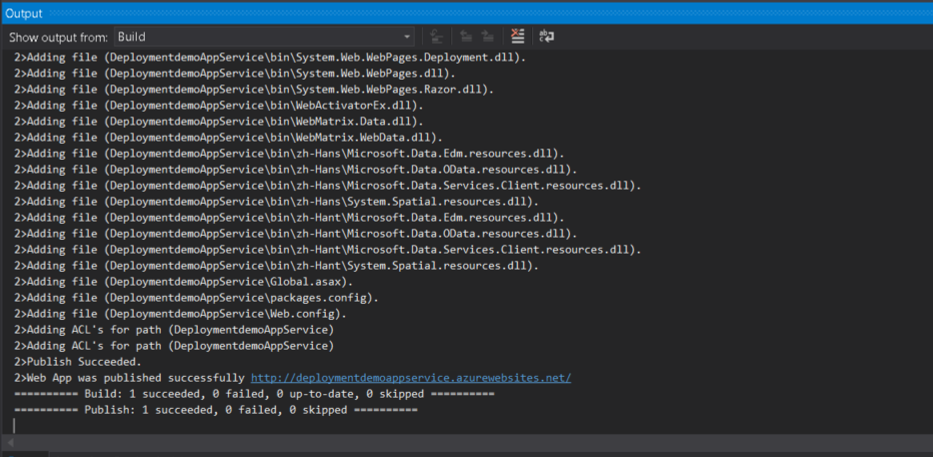 Output
Show output from: Build
2>Adding file (DeploymentdemoAppService\bin\System.Web.WebPages.Deployment.dll).
2>Adding file (DeploymentdemoAppService\bin\System.Web.WebPages.dll).
2>Adding file (DeploymentdemoAppService\bin\System.Web.WebPages.Razor.dll).
2>Adding file (DeploymentdemoAppService\bin\WebActivatorEx.dll).
2>Adding file (DeploymentdemoAppService\bin\WebMatrix.Data.dll).
2>Adding file (DeploymentdemoAppService\bin\WebMatrix.WebData.dll).
2>Adding file (DeploymentdemoAppService\bin\zh-Hans\Microsoft.Data.Edm.resources.dll).
2>Adding file (DeploymentdemoAppService\bin\zh-Hans\Microsoft.Data.OData.resources.dll).
2>Adding file (DeploymentdemoAppService\bin\zh-Hans\Microsoft.Data.Services.Client.resources.dll).
2>Adding file (DeploymentdemoAppService\bin\zh-Hans\System.Spatial.resources.dll).
2>Adding file (DeploymentdemoAppService\bin\zh-Hant\Microsoft.Data.Edm.resources.dll).
2>Adding file (DeploymentdemoAppService\bin\zh-Hant\Microsoft.Data.OData.resources.dll).
2>Adding file (DeploymentdemoAppService\bin\zh-Hant\Microsoft.Data.Services.Client.resources.dll).
2>Adding file (DeploymentdemoAppService\bin\zh-Hant\System.Spatial.resources.dll).
2>Adding file (DeploymentdemoAppService\Global.asax).
2>Adding file (DeploymentdemoAppService\packages.config).
2>Adding file (DeploymentdemoAppService\Web.config).
2>Adding ACL's for path (DeploymentdemoAppService)
2>Adding ACL's for path (DeploymentdemoAppService)
2>Publish Succeeded.
2>Web App was published successfully http://deploymentdemoappservice.azurewebsites.net/
========== Build: 1 succeeded, 0 failed, 0 up-to-date, 0 skipped ==========
========== Publish: 1 succeeded, 0 failed, 0 skipped ==========